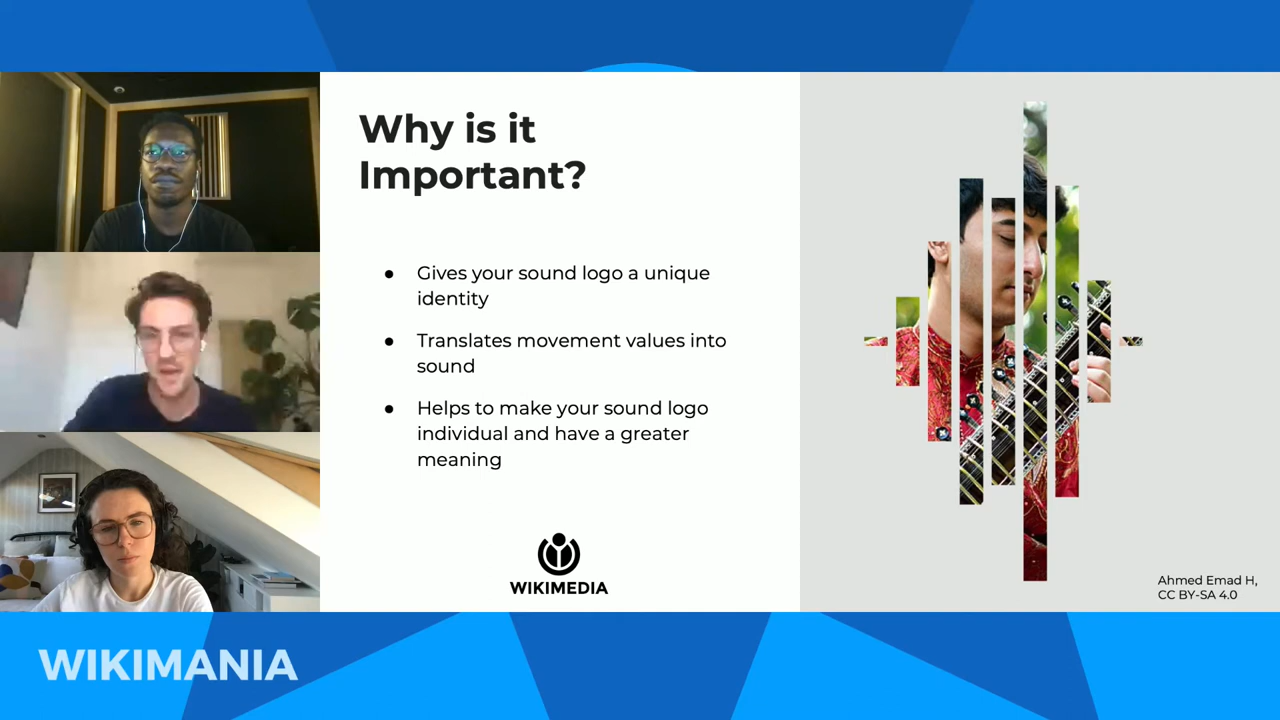 Why is it
Important?
● Gives your sound logo a unique
identity
● Translates movement values into
sound
● Helps to make your sound logo
individual and have a greater
meaning
WIKIMEDIA
Ahmed Emad H,
CC BY-SA 4.0
WIKIMANIA